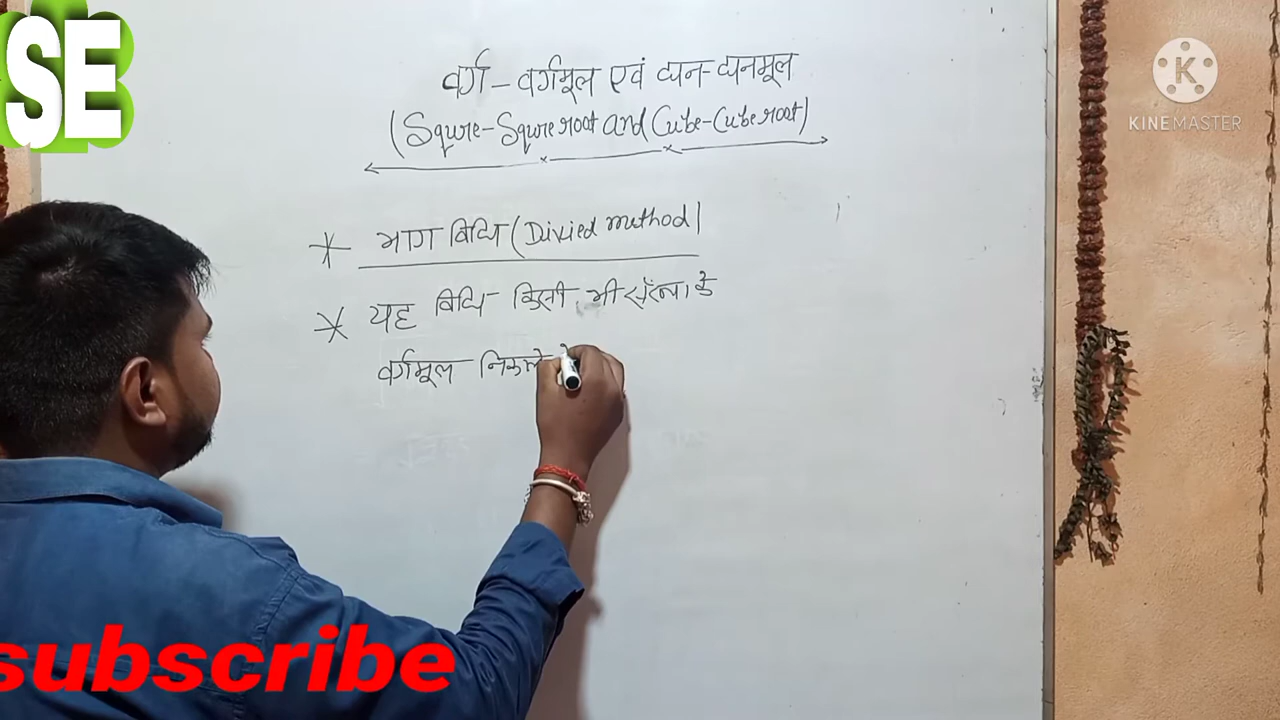 SE
KINEMASTER
वर्ग - वर्गमूल एवं घन-घनमूल
(Squre-Squre root and Cube-Cube root)
* भाग विधि (Divied method)
* यह विधि किसी भी संख्या के
वर्गमूल निकले
subscribe